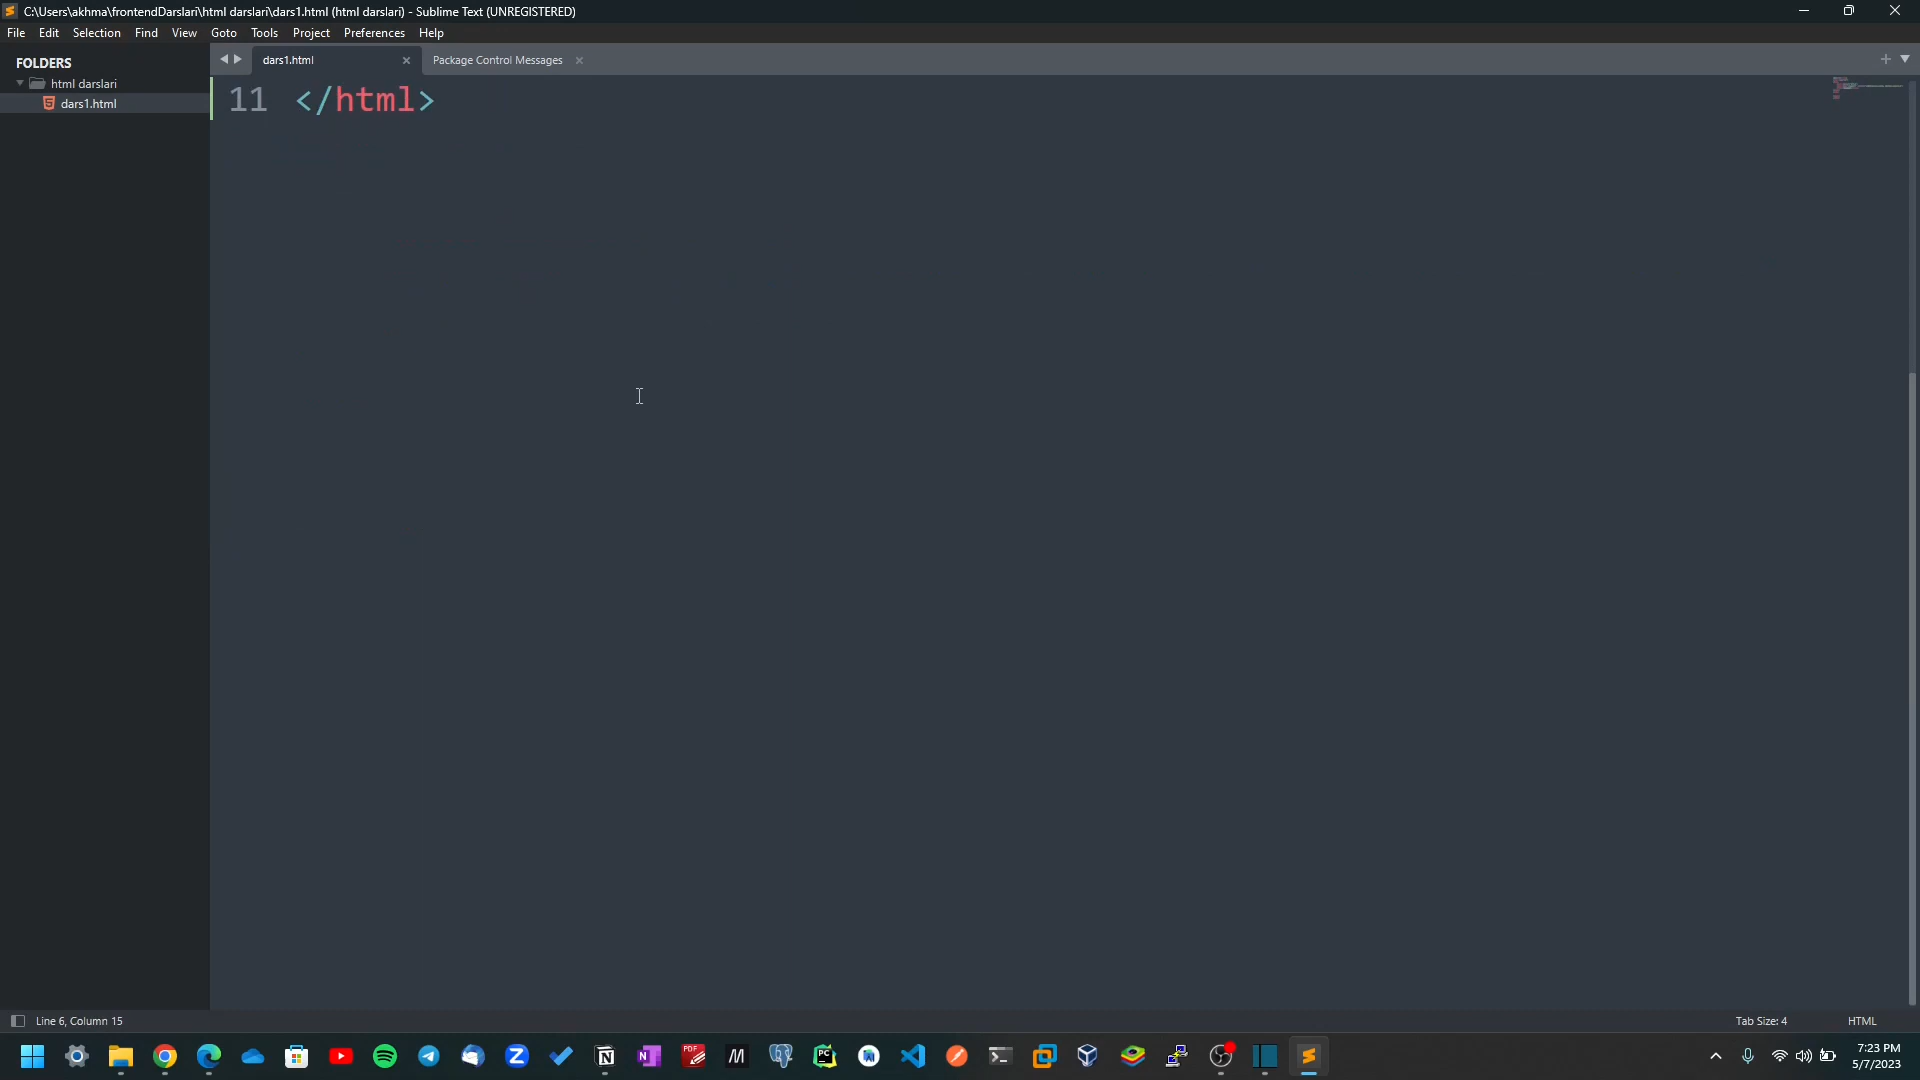 C:\Users\akhma\frontendDarslari\html darslari\dars1.html (html darslari) - Sublime Text (UNREGISTERED)
File Edit Selection Find View Goto Tools Project Preferences Help
FOLDERS
html darslari
dars1.html
dars1.html
Package Control Messages
11 </html>
Line 6, Column 15
Tab Size: 4
HTML
7:23 PM
5/7/2023